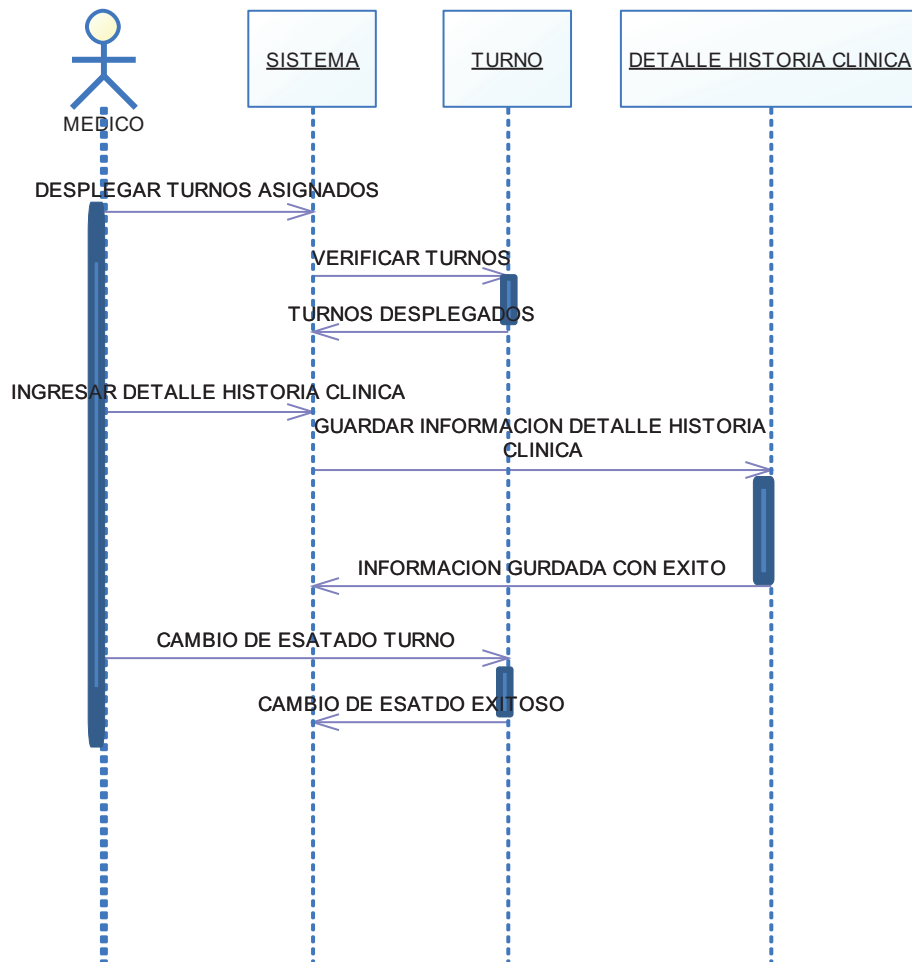 SISTEMA
TURNO
DETALLE HISTORIA CLINICA
MEDICO
DESPLEGAR TURNOS ASIGNADOS
VERIFICAR TURNOS
TURNOS DESPLEGADOS
INGRESAR DETALLE HISTORIA CLINICA
GUARDAR INFORMACION DETALLE HISTORIA
CLINICA
INFORMACION GURDADA CON EXITO
CAMBIO DE ESATADO TURNO
CAMBIO DE ESATDO EXITOSO